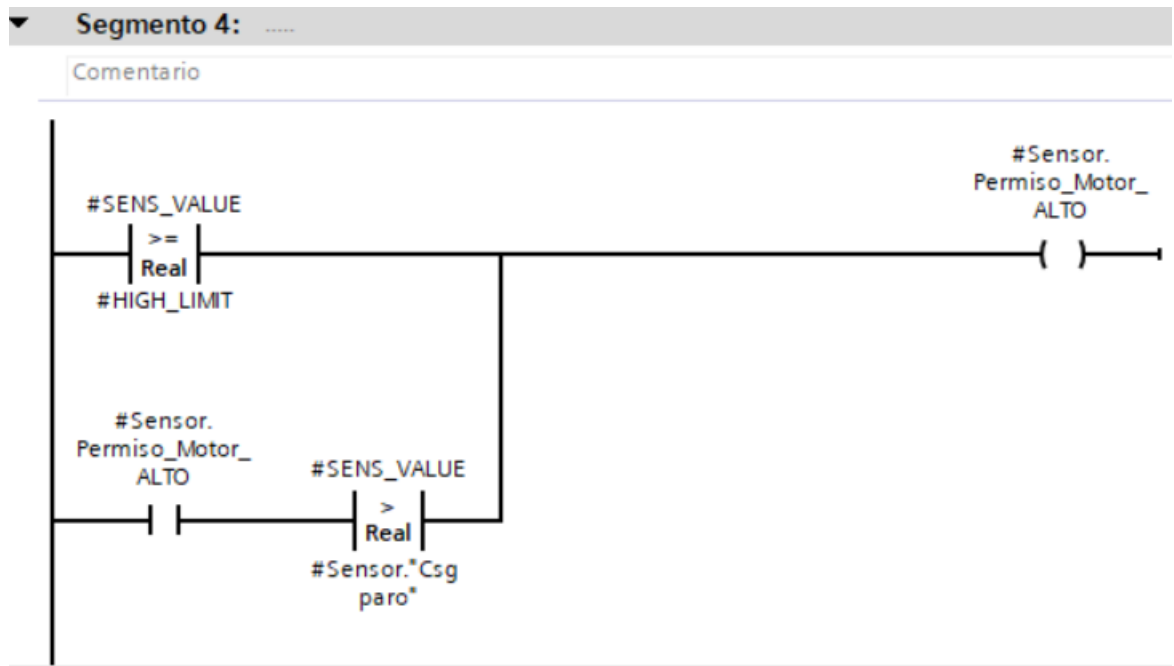 Segmento 4: .....
Comentario
#Sensor.
Permiso_Motor_
ALTO
#SENS_VALUE
>=
Real
#HIGH_LIMIT
( )
#Sensor.
Permiso_Motor_
ALTO
#SENS_VALUE
>
Real
#Sensor."Csg
paro"